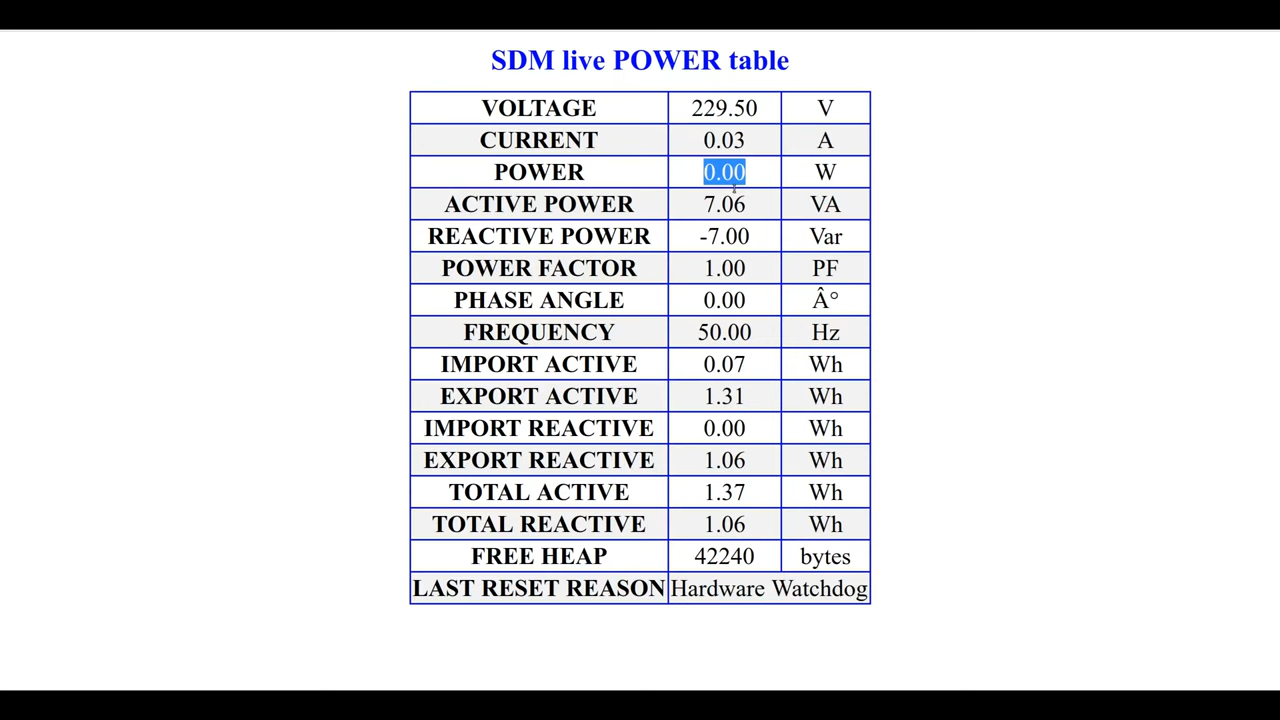 SDM live POWER table
VOLTAGE 229.50 V
CURRENT 0.03 A
POWER 0.00 W
ACTIVE POWER 7.06 VA
REACTIVE POWER -7.00 Var
POWER FACTOR 1.00 PF
PHASE ANGLE 0.00 Â°
FREQUENCY 50.00 Hz
IMPORT ACTIVE 0.07 Wh
EXPORT ACTIVE 1.31 Wh
IMPORT REACTIVE 0.00 Wh
EXPORT REACTIVE 1.06 Wh
TOTAL ACTIVE 1.37 Wh
TOTAL REACTIVE 1.06 Wh
FREE HEAP 42240 bytes
LAST RESET REASON Hardware Watchdog